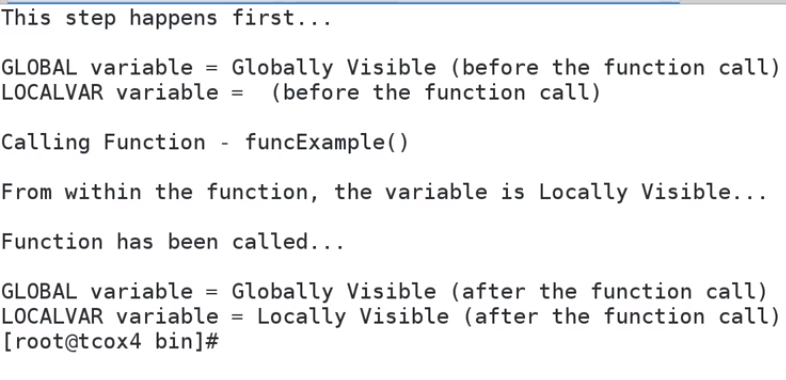 This step happens first...
GLOBAL variable = Globally Visible (before the function call)
LOCALVAR variable =  (before the function call)
Calling Function - funcExample()
From within the function, the variable is Locally Visible...
Function has been called...
GLOBAL variable = Globally Visible (after the function call)
LOCALVAR variable = Locally Visible (after the function call)
[root@tcox4 bin]#